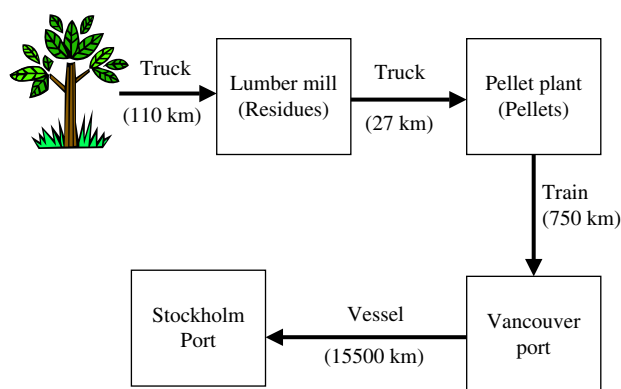 Truck
(110 km)
Lumber mill
(Residues)
Truck
(27 km)
Pellet plant
(Pellets)
Train
(750 km)
Vancouver
port
Vessel
(15500 km)
Stockholm
Port